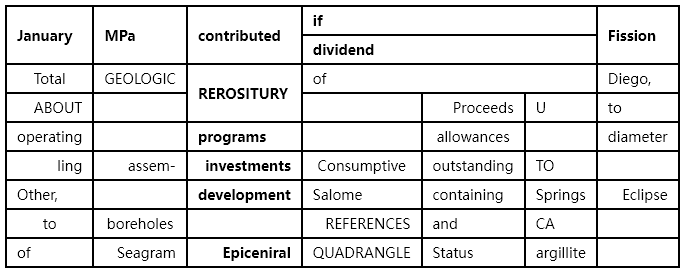 January MPa contributed if Fission
dividend
Total GEOLOGIC REROSITURY of Diego,
ABOUT Proceeds U to
operating programs allowances diameter
ling assem- investments Consumptive outstanding TO
Other, development Salome containing Springs Eclipse
to boreholes REFERENCES and CA
of Seagram Epiceniral QUADRANGLE Status argillite